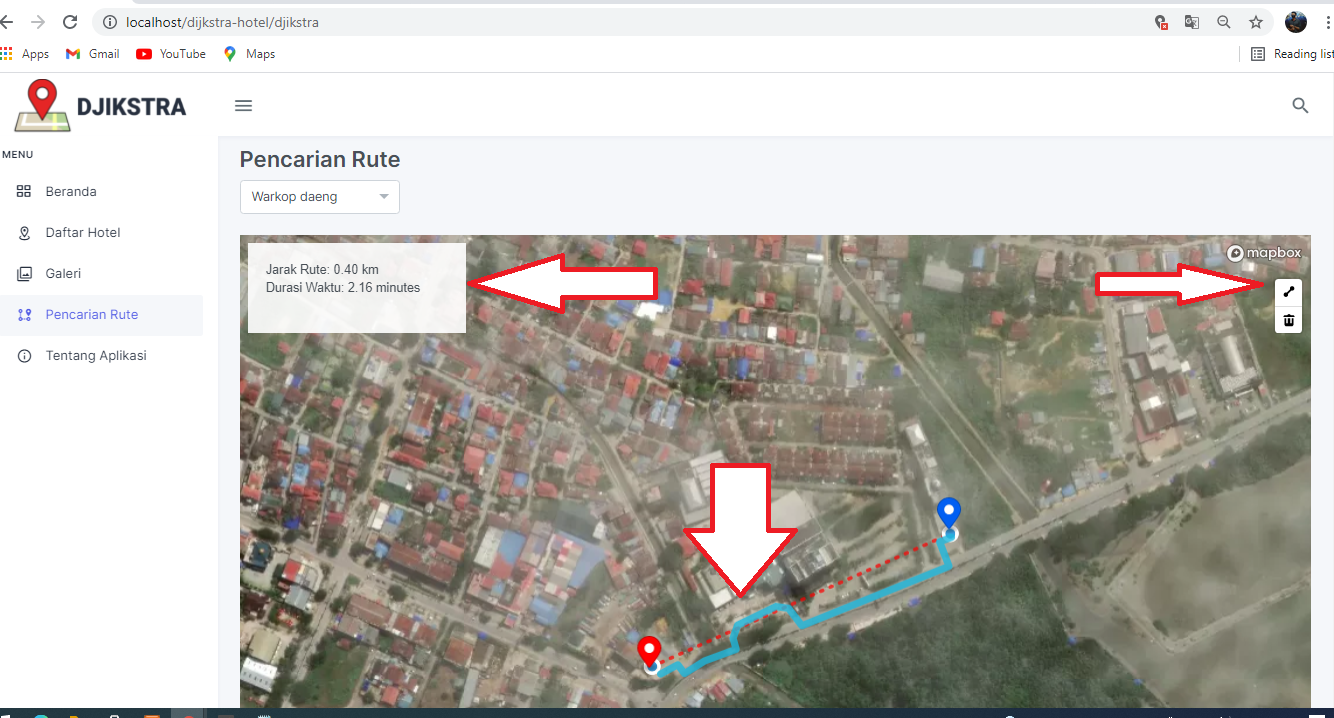 localhost/dijkstra-hotel/djikstra
Apps
Gmail
YouTube
Maps
Reading list
DJIKSTRA
MENU
Beranda
Daftar Hotel
Galeri
Pencarian Rute
Tentang Aplikasi
Pencarian Rute
Warkop daeng
Jarak Rute: 0.40 km
Durasi Waktu: 2.16 minutes
mapbox